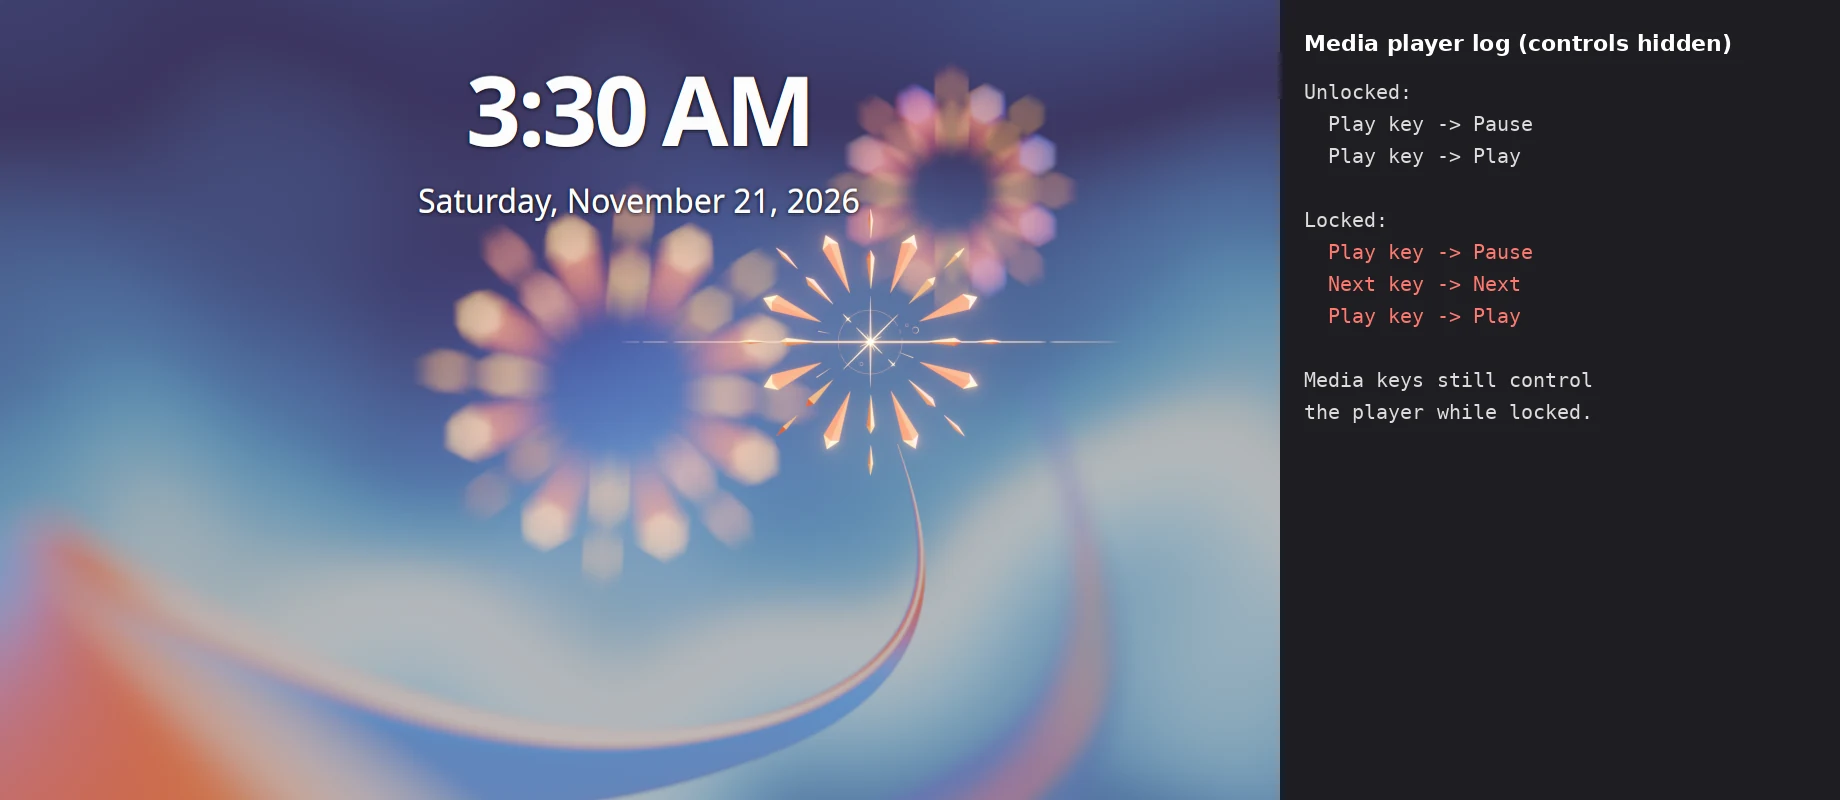 3:30 AM
Saturday, November 21, 2026
Media player log (controls hidden)
Unlocked:
Play key -> Pause
Play key -> Play
Locked:
Play key -> Pause
Next key -> Next
Play key -> Play
Media keys still control
the player while locked.